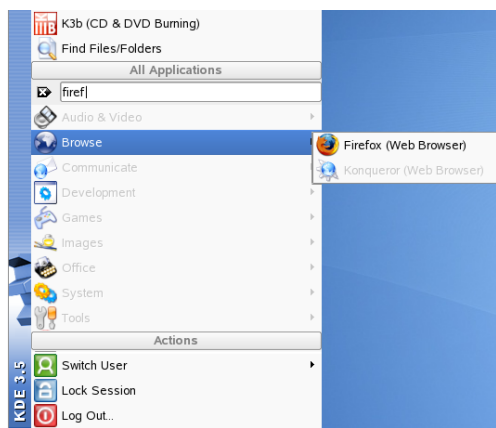 K3b (CD & DVD Burning)
Find Files/Folders
All Applications
firef
Audio & Video
Browse
Firefox (Web Browser)
Konqueror (Web Browser)
Communicate
Development
Games
Images
Office
System
Tools
Actions
Switch User
Lock Session
Log Out...
KDE 3.5